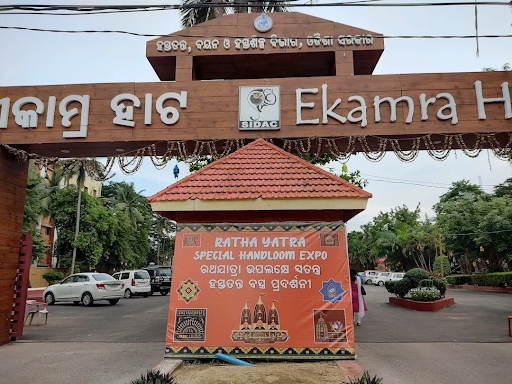 ହସ୍ତତନ୍ତ, ବୟନ ଓ ହସ୍ତଶିଳ୍ପ ବିଭାଗ, ଓଡିଶା ସରକାର
ଏକାମ୍ର ହାଟ
SIDAC
Ekamra H
RATHA YATRA
SPECIAL HANDLOOM EXPO
ରଥଯାତ୍ରା ଉପଲକ୍ଷେ ସ୍ବତନ୍ତ୍ର
ହସ୍ତତନ୍ତ ବସ୍ତ୍ର ପ୍ରଦର୍ଶନୀ